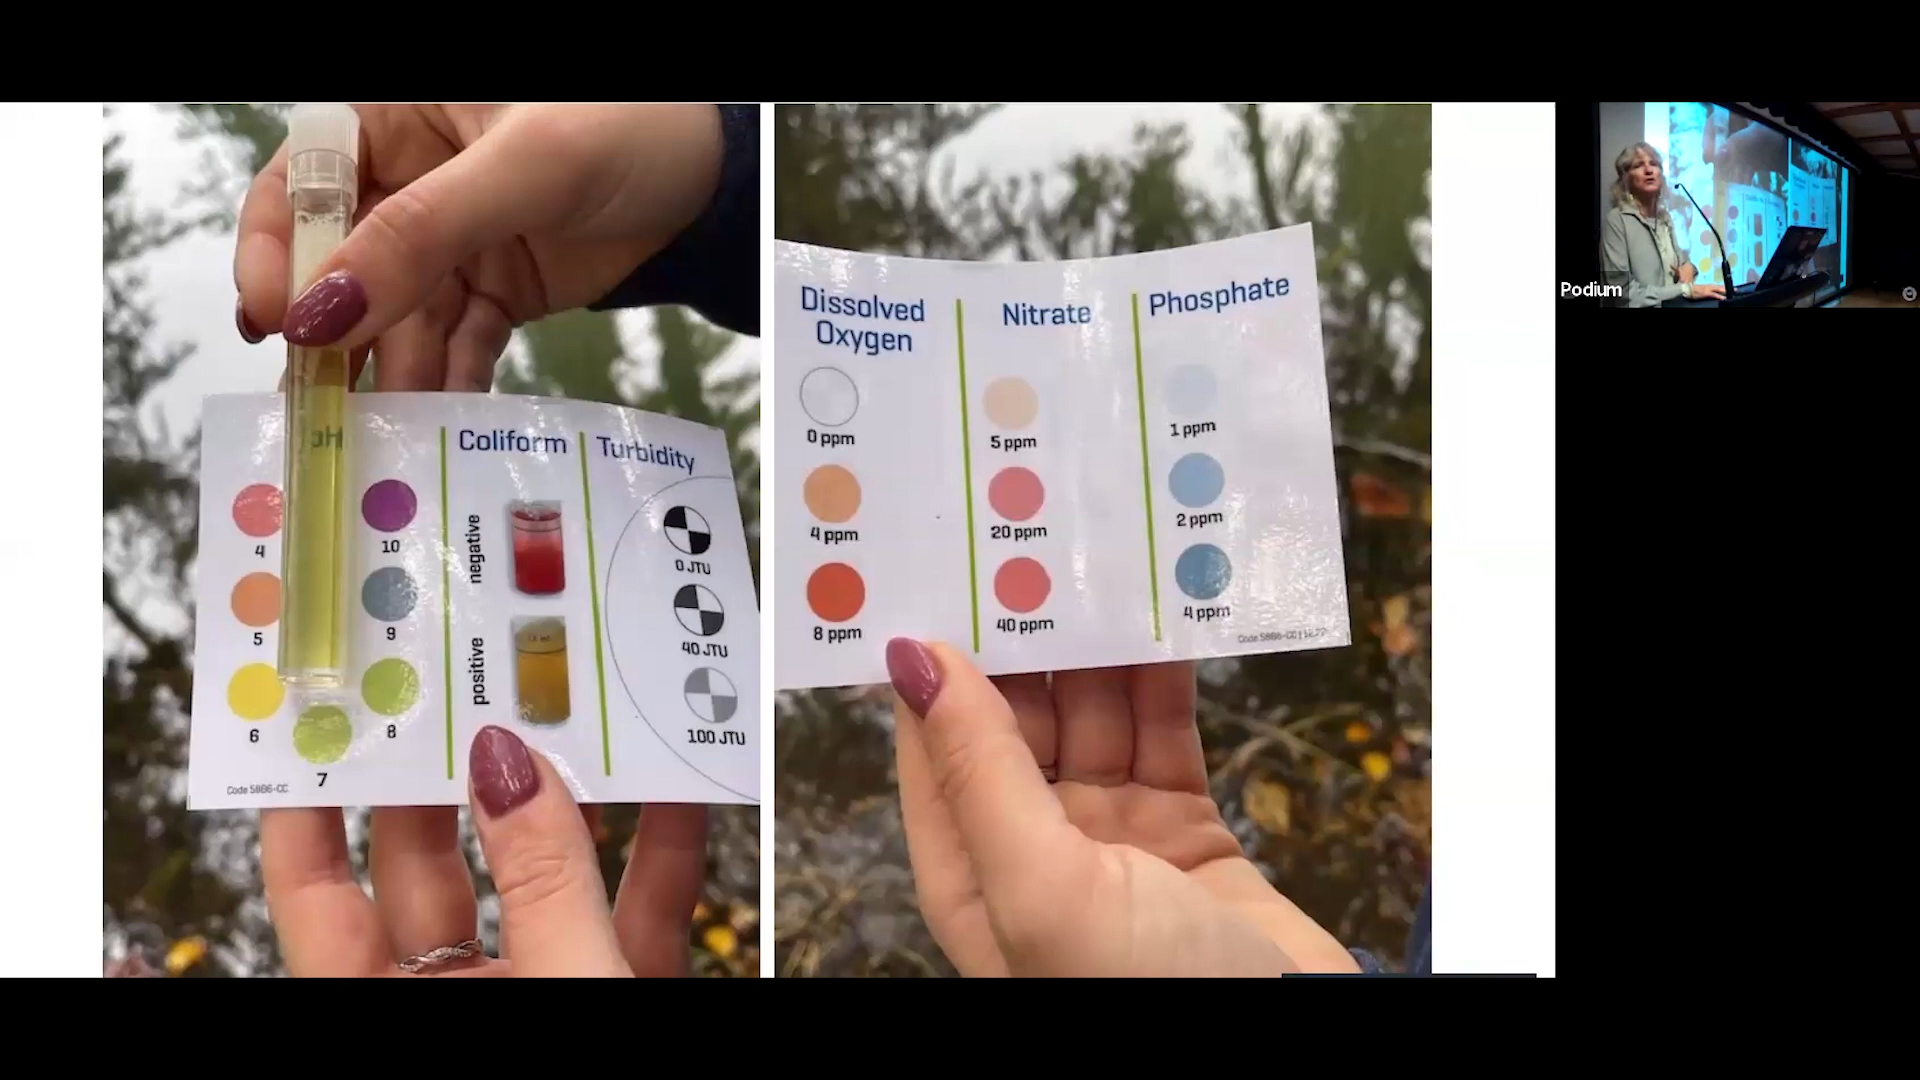 pH
Coliform
Turbidity
4
10
negative
0 JTU
5
9
40 JTU
positive
6
8
100 JTU
7
Code 5886-CC
Dissolved
Oxygen
Nitrate
Phosphate
0 ppm
5 ppm
1 ppm
4 ppm
20 ppm
2 ppm
8 ppm
40 ppm
4 ppm
Podium